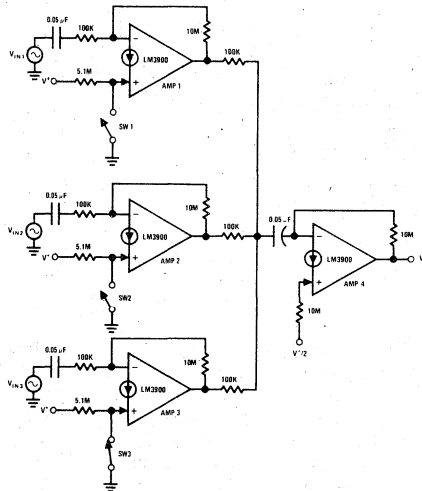 0.05 µF
100K
10M
V IN 1
LM3900
5.1M
V+
AMP 1
100K
SW 1
0.05 µF
100K
10M
V IN 2
LM3900
5.1M
V+
AMP 2
100K
SW2
0.05 µF
10M
LM3900
AMP 4
V
10M
V+/2
0.05 µF
100K
10M
V IN 3
LM3900
5.1M
V+
AMP 3
100K
SW3